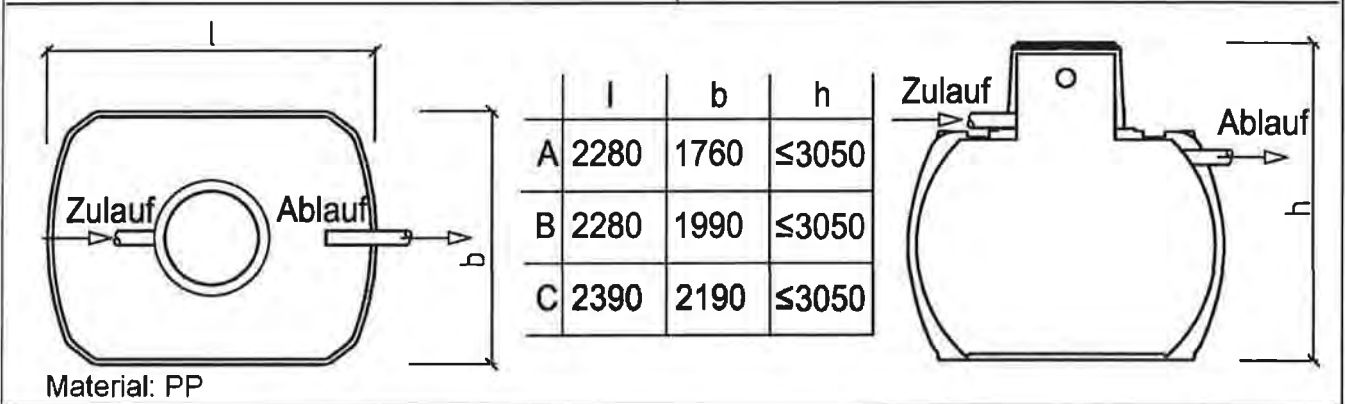 l
Zulauf
Ablauf
b
Material: PP
l b h
A 2280 1760 ≤3050
B 2280 1990 ≤3050
C 2390 2190 ≤3050
Zulauf
Ablauf
h